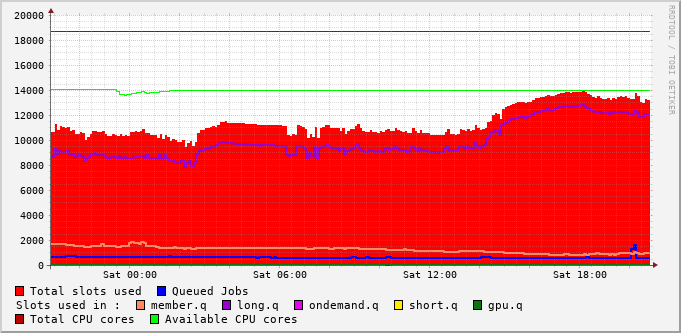 RRDTOOL / TOBI OETIKER
20000
18000
16000
14000
12000
10000
8000
6000
4000
2000
0
Sat 00:00 Sat 06:00 Sat 12:00 Sat 18:00
Total slots used Queued Jobs
Slots used in : member.q long.q ondemand.q short.q gpu.q
Total CPU cores Available CPU cores